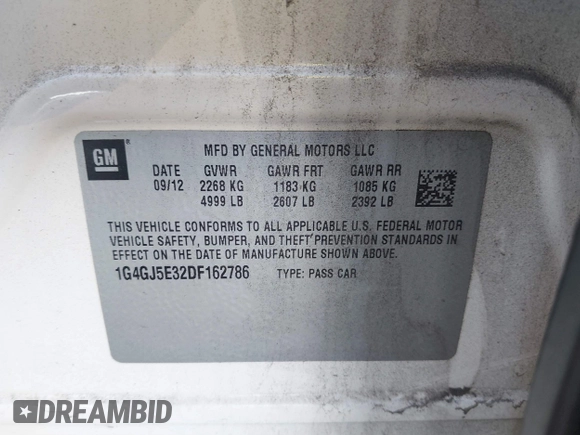 GM
MFD BY GENERAL MOTORS LLC
DATE GVWR GAWR FRT GAWR RR
09/12 2268 KG 1183 KG 1085 KG
4999 LB 2607 LB 2392 LB
THIS VEHICLE CONFORMS TO ALL APPLICABLE U.S. FEDERAL MOTOR
VEHICLE SAFETY, BUMPER, AND THEFT PREVENTION STANDARDS IN
EFFECT ON THE DATE OF MANUFACTURE SHOWN ABOVE.
1G4GJ5E32DF162786 TYPE: PASS CAR
DREAMBID